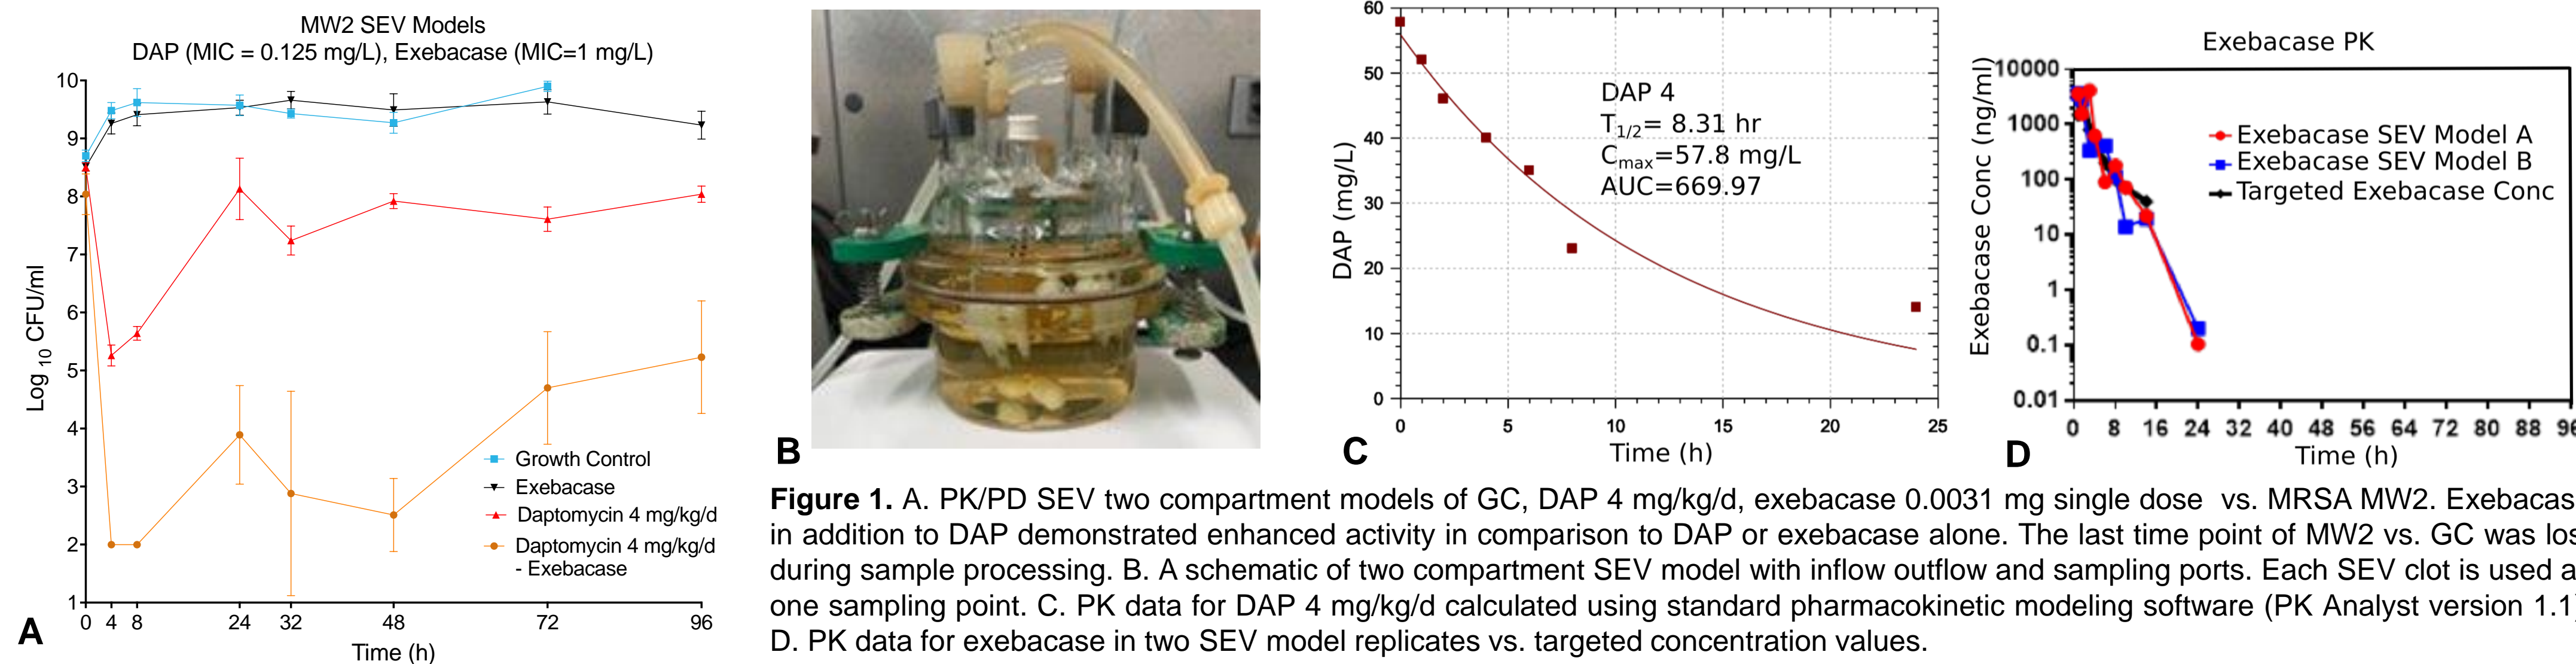 MW2 SEV Models
DAP (MIC = 0.125 mg/L), Exebacase (MIC=1 mg/L)
10
9
8
7
6
5
4
3
2
1
Log 10 CFU/ml
0 4 8 24 32 48 72 96
Time (h)
Growth Control
Exebacase
Daptomycin 4 mg/kg/d
Daptomycin 4 mg/kg/d
- Exebacase
A
B
60
50
40
30
20
10
0
DAP (mg/L)
DAP 4
T1/2= 8.31 hr
Cmax=57.8 mg/L
AUC=669.97
0 5 10 15 20 25
Time (h)
C
Exebacase PK
10000
1000
100
10
1
0.1
0.01
Exebacase Conc (ng/ml)
Exebacase SEV Model A
Exebacase SEV Model B
Targeted Exebacase Conc
0 8 16 24 32 40 48 56 64 72 80 88 96
Time (h)
D
Figure 1. A. PK/PD SEV two compartment models of GC, DAP 4 mg/kg/d, exebacase 0.0031 mg single dose vs. MRSA MW2. Exebacas
in addition to DAP demonstrated enhanced activity in comparison to DAP or exebacase alone. The last time point of MW2 vs. GC was los
during sample processing. B. A schematic of two compartment SEV model with inflow outflow and sampling ports. Each SEV clot is used a
one sampling point. C. PK data for DAP 4 mg/kg/d calculated using standard pharmacokinetic modeling software (PK Analyst version 1.1)
D. PK data for exebacase in two SEV model replicates vs. targeted concentration values.